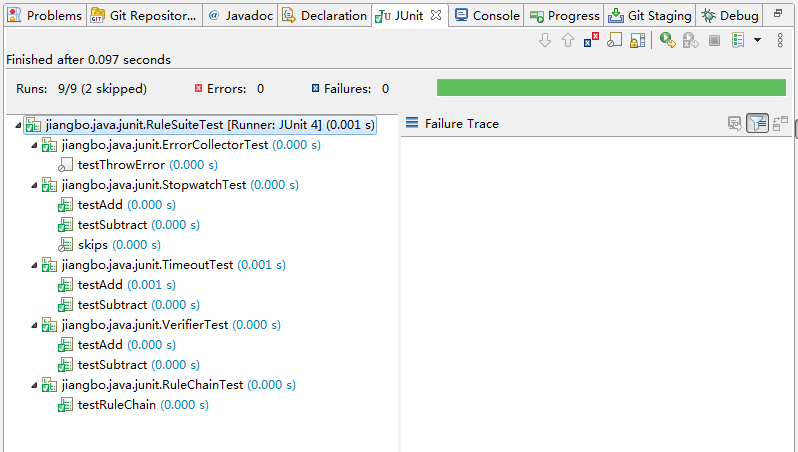 Problems Git Repositor... @ Javadoc Declaration JUnit Console Progress Git Staging Debug
Finished after 0.097 seconds
Runs: 9/9 (2 skipped) Errors: 0 Failures: 0
jiangbo.java.junit.RuleSuiteTest [Runner: JUnit 4] (0.001 s)
jiangbo.java.junit.ErrorCollectorTest (0.000 s)
testThrowError (0.000 s)
jiangbo.java.junit.StopwatchTest (0.000 s)
testAdd (0.000 s)
testSubtract (0.000 s)
skips (0.000 s)
jiangbo.java.junit.TimeoutTest (0.001 s)
testAdd (0.001 s)
testSubtract (0.000 s)
jiangbo.java.junit.VerifierTest (0.000 s)
testAdd (0.000 s)
testSubtract (0.000 s)
jiangbo.java.junit.RuleChainTest (0.000 s)
testRuleChain (0.000 s)
Failure Trace